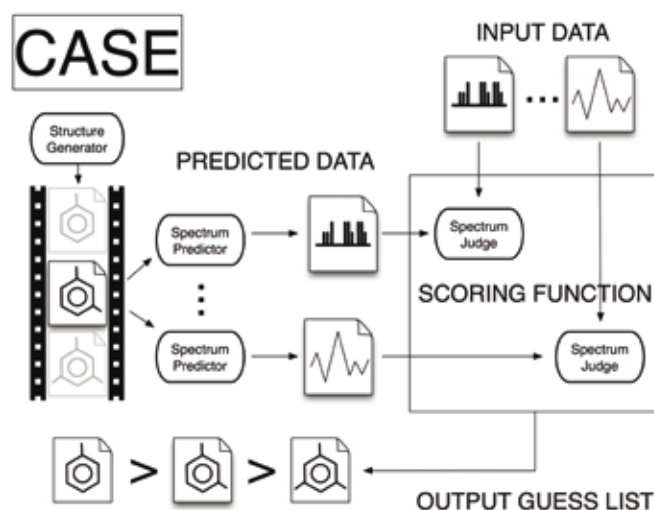 CASE
INPUT DATA
...
Structure
Generator
PREDICTED DATA
Spectrum
Predictor
Spectrum
Judge
SCORING FUNCTION
Spectrum
Predictor
Spectrum
Judge
> >
OUTPUT GUESS LIST